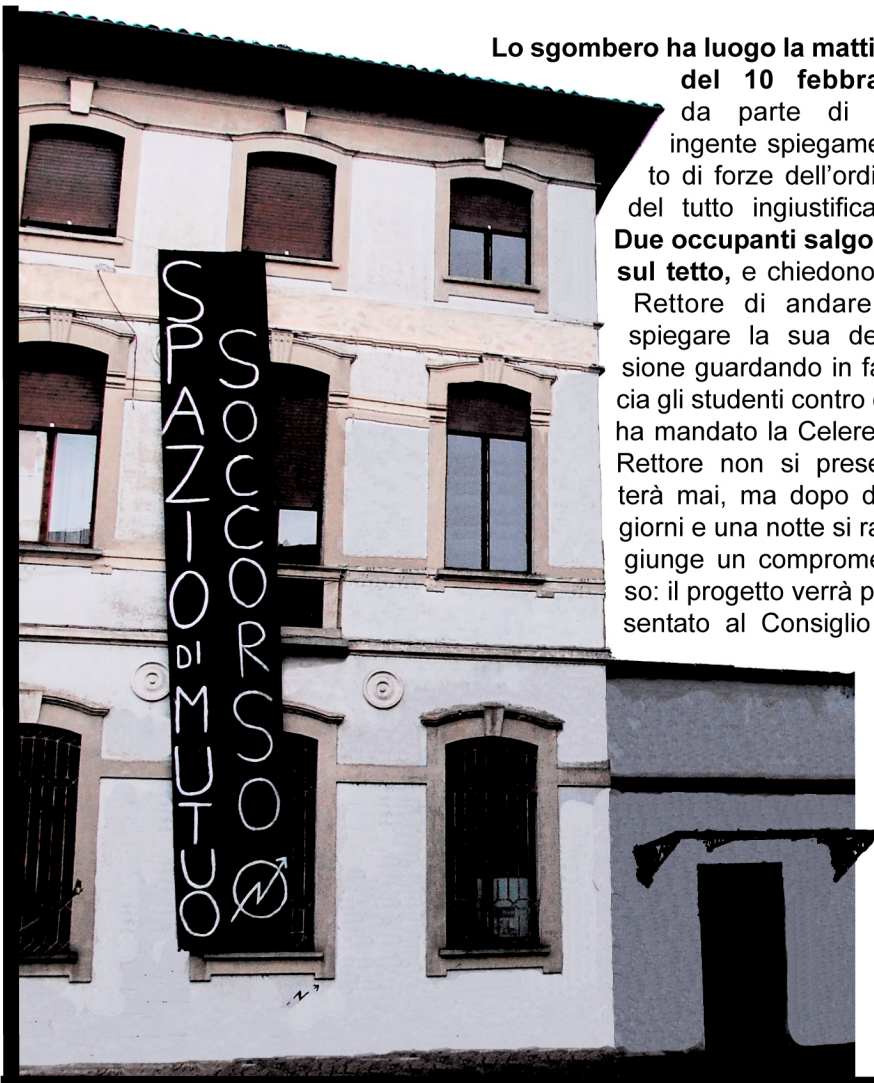 Lo sgombero ha luogo la matti
del 10 febbra
da parte di
ingente spiegame
to di forze dell'ordi
del tutto ingiustifica
Due occupanti salgo
sul tetto, e chiedono
Rettore di andare
spiegare la sua de
sione guardando in fa
cia gli studenti contro
ha mandato la Celere
Rettore non si prese
terà mai, ma dopo d
giorni e una notte si ra
giunge un comprome
so: il progetto verrà p
sentato al Consiglio
SPAZIO DI MUTUO
SOCCORSO